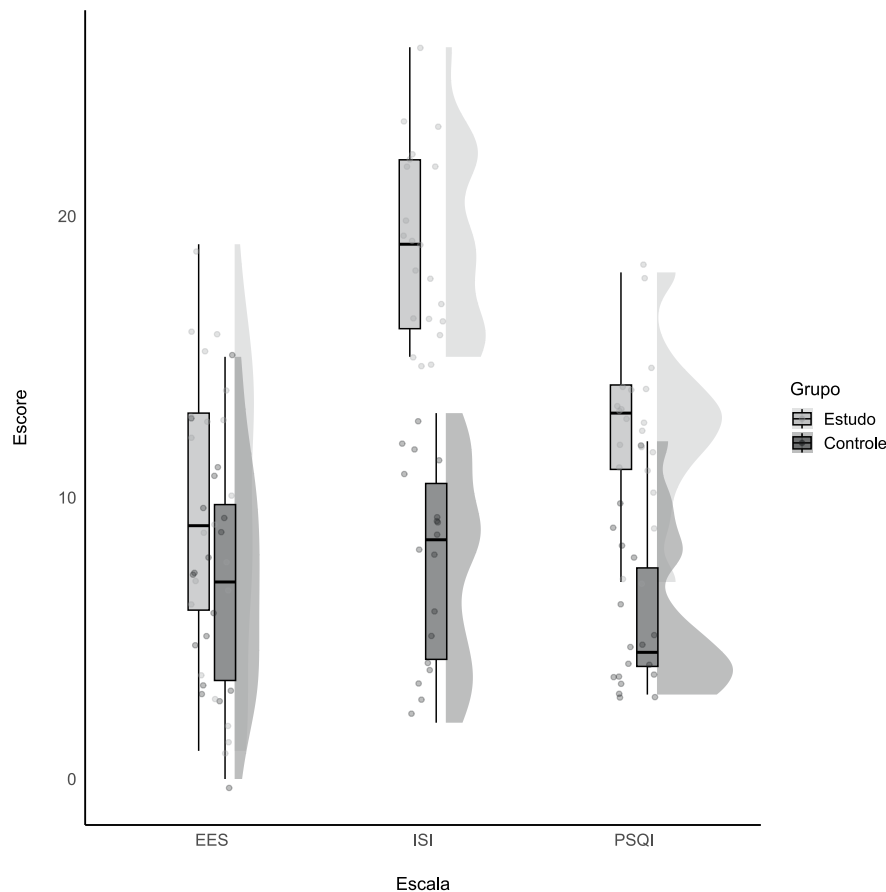 20
10
0
Escore
EES
ISI
PSQI
Escala
Grupo
Estudo
Controle